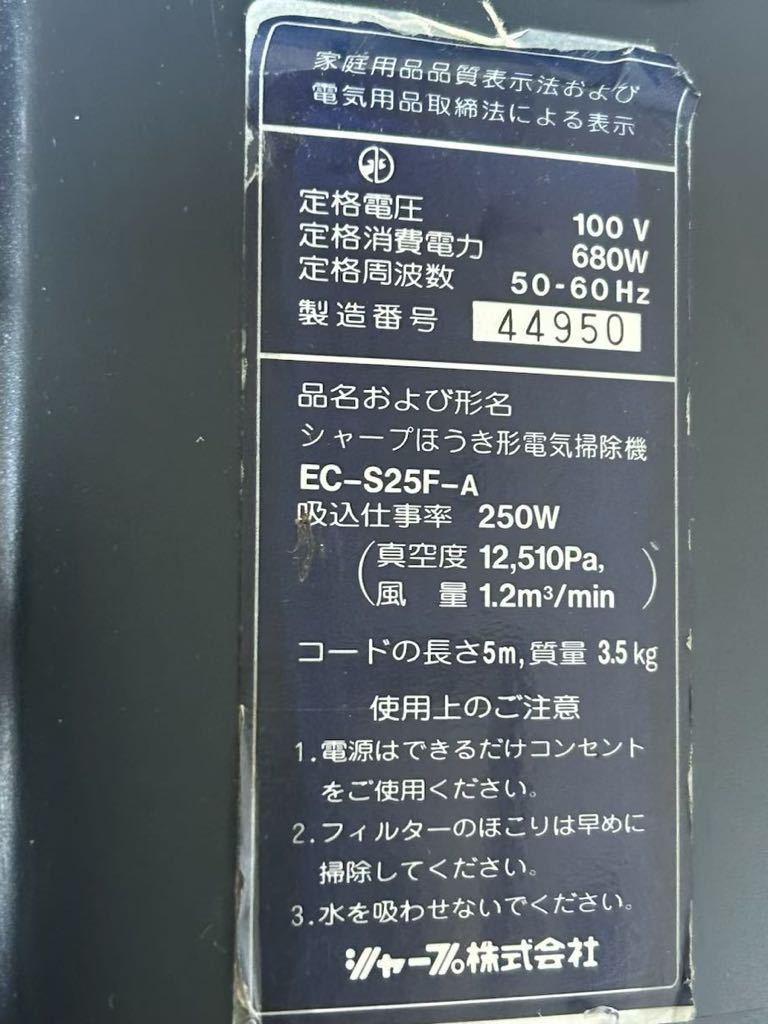 家庭用品品質表示法および
電気用品取締法による表示
定格電圧 100 V
定格消費電力 680W
定格周波数 50-60Hz
製造番号 44950
品名および形名
シャープほうき形電気掃除機
EC-S25F-A
吸込仕事率 250W
(真空度 12,510Pa,
風 量 1.2m³/min)
コードの長さ5m,質量 3.5kg
使用上のご注意
1.電源はできるだけコンセント
をご使用ください。
2.フィルターのほこりは早めに
掃除してください。
3.水を吸わせないでください。
シャープ株式会社